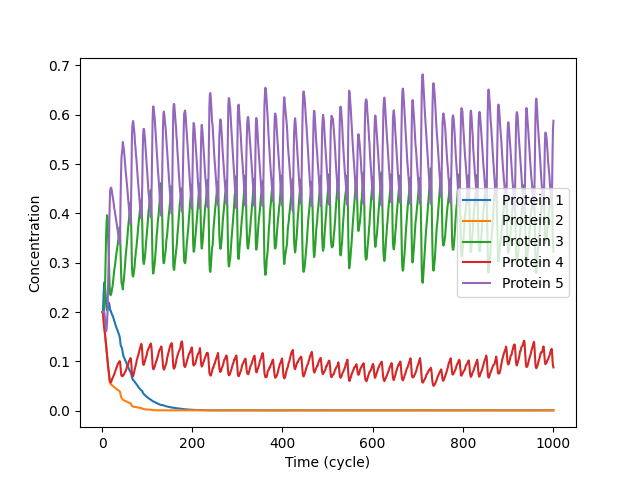 0.7
0.6
0.5
0.4
0.3
0.2
0.1
0.0
Concentration
Protein 1
Protein 2
Protein 3
Protein 4
Protein 5
0
200
400
600
800
1000
Time (cycle)